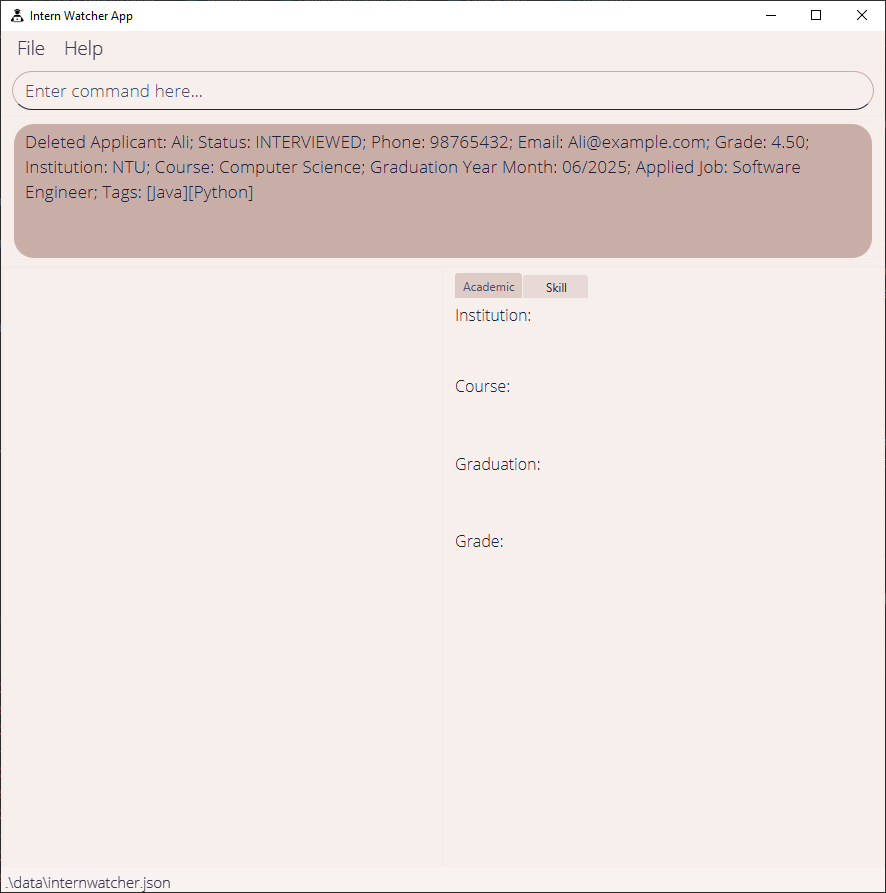 Intern Watcher App
File Help
Enter command here...
Deleted Applicant: Ali; Status: INTERVIEWED; Phone: 98765432; Email: Ali@example.com; Grade: 4.50;
Institution: NTU; Course: Computer Science; Graduation Year Month: 06/2025; Applied Job: Software
Engineer; Tags: [Java][Python]
Academic Skill
Institution:
Course:
Graduation:
Grade:
.\data\internwatcher.json